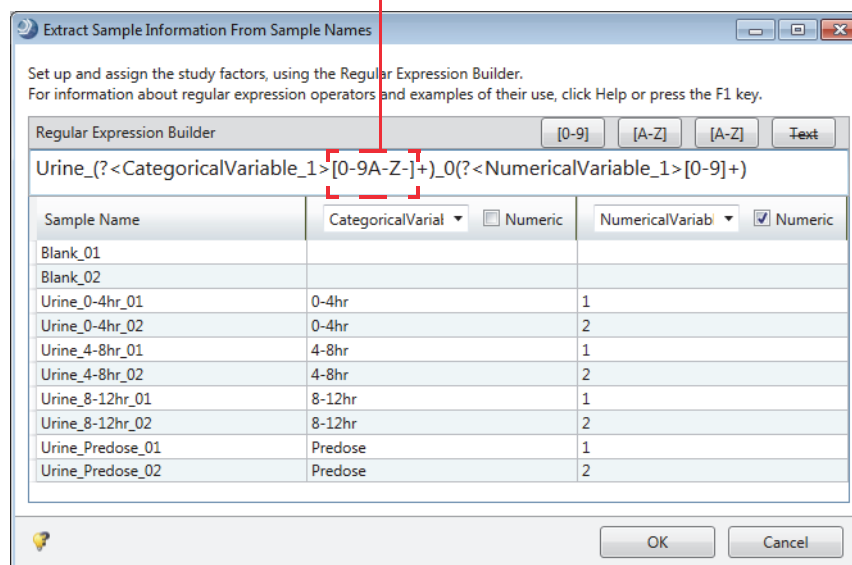 Extract Sample Information From Sample Names
Set up and assign the study factors, using the Regular Expression Builder.
For information about regular expression operators and examples of their use, click Help or press the F1 key.
Regular Expression Builder [0-9] [A-Z] [A-Z] Text
Urine_(?<CategoricalVariable_1>[0-9A-Z-]+)_0(?<NumericalVariable_1>[0-9]+)
Sample Name CategoricalVarial Numeric NumericalVariabl Numeric
Blank_01
Blank_02
Urine_0-4hr_01 0-4hr 1
Urine_0-4hr_02 0-4hr 2
Urine_4-8hr_01 4-8hr 1
Urine_4-8hr_02 4-8hr 2
Urine_8-12hr_01 8-12hr 1
Urine_8-12hr_02 8-12hr 2
Urine_Predose_01 Predose 1
Urine_Predose_02 Predose 2
OK Cancel